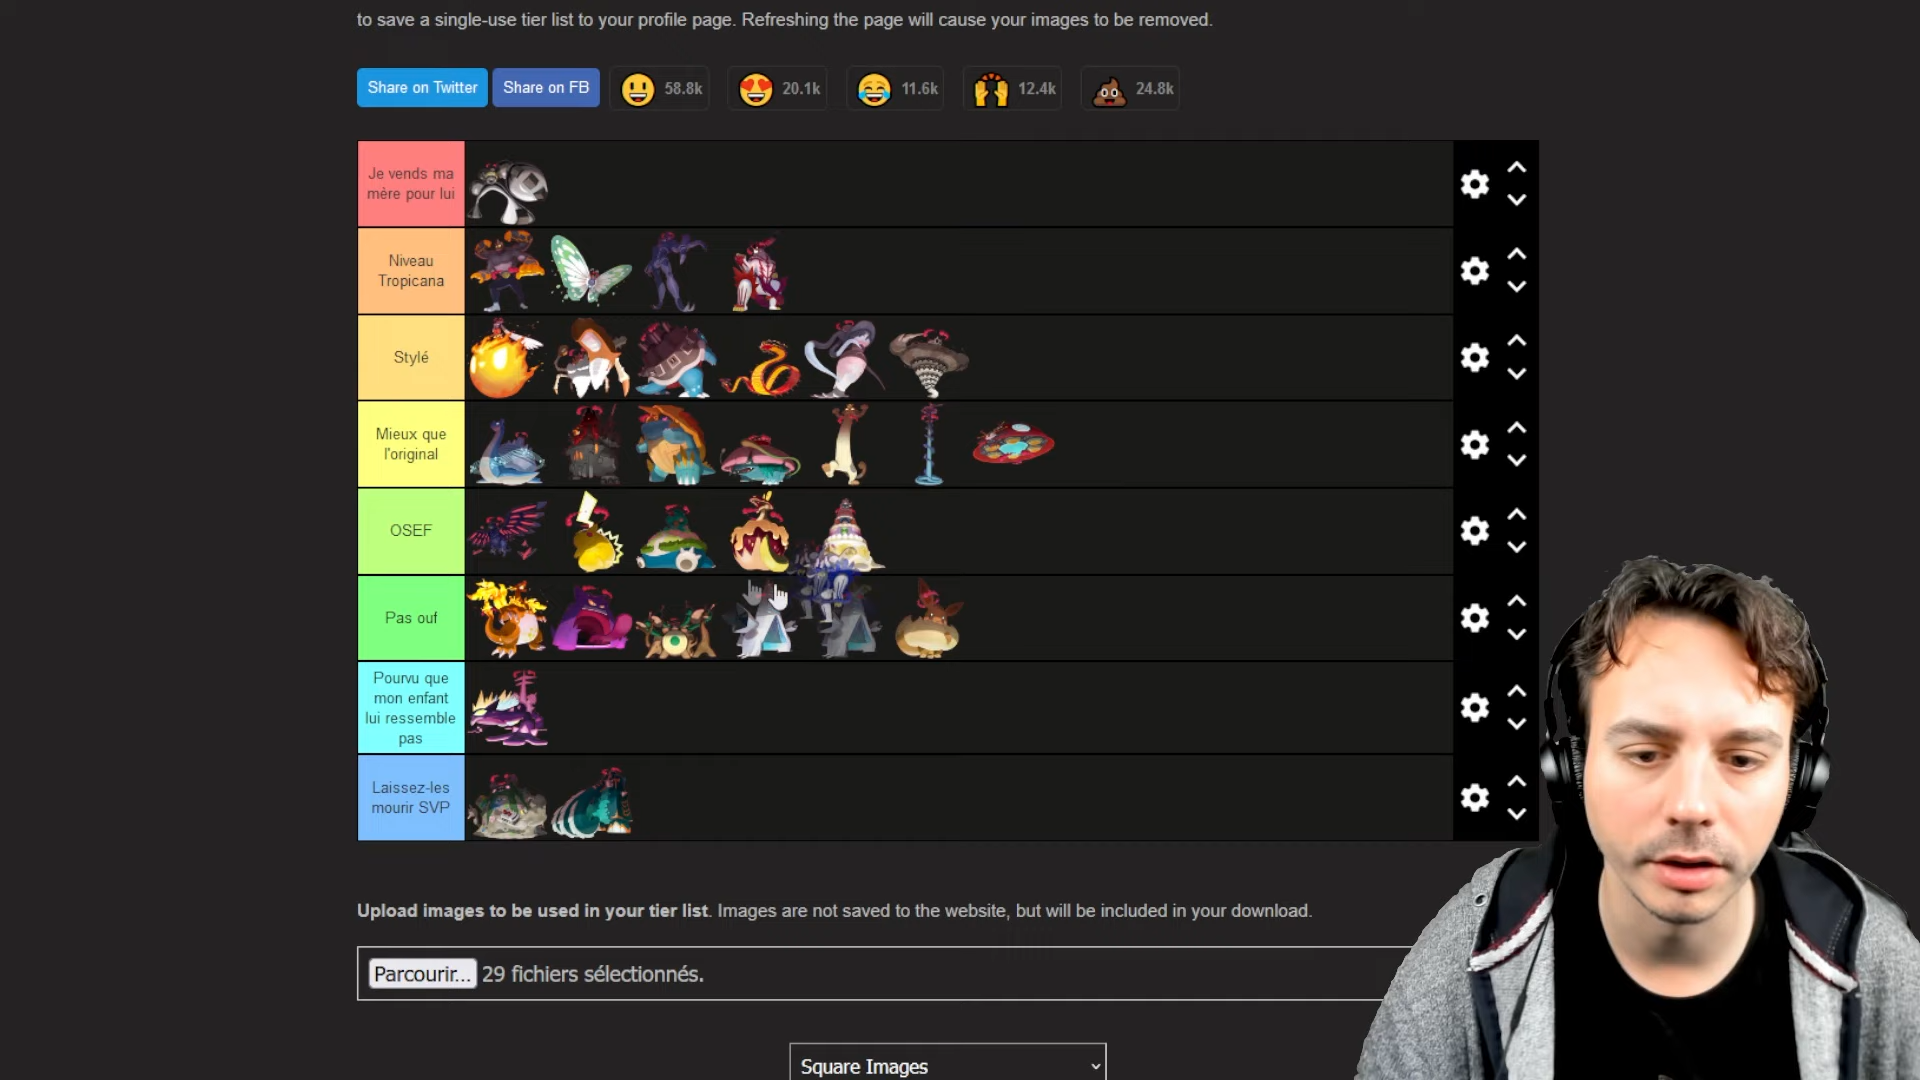 to save a single-use tier list to your profile page. Refreshing the page will cause your images to be removed.
Share on Twitter
Share on FB
58.8k
20.1k
11.6k
12.4k
24.8k
Je vends ma
mère pour lui
Niveau
Tropicana
Stylé
Mieux que
l'original
OSEF
Pas ouf
Pourvu que
mon enfant
lui ressemble
pas
Laissez-les
mourir SVP
Upload images to be used in your tier list. Images are not saved to the website, but will be included in your download.
Parcourir... 29 fichiers sélectionnés.
Square Images